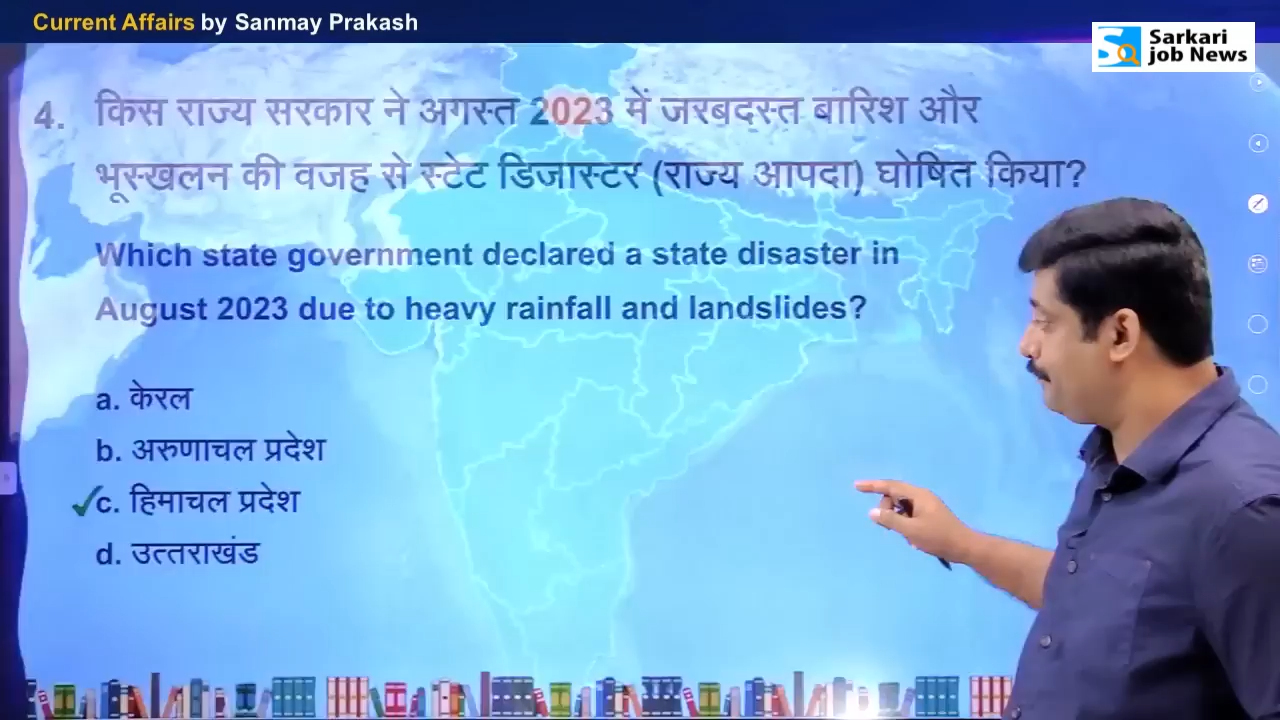 Current Affairs by Sanmay Prakash
Sarkari
Job News
4. किस राज्य सरकार ने अगस्त 2023 में जरबदस्त बारिश और
भूस्खलन की वजह से स्टेट डिजास्टर (राज्य आपदा) घोषित किया?
Which state government declared a state disaster in
August 2023 due to heavy rainfall and landslides?
a. केरल
b. अरुणाचल प्रदेश
c. हिमाचल प्रदेश
d. उत्तराखंड